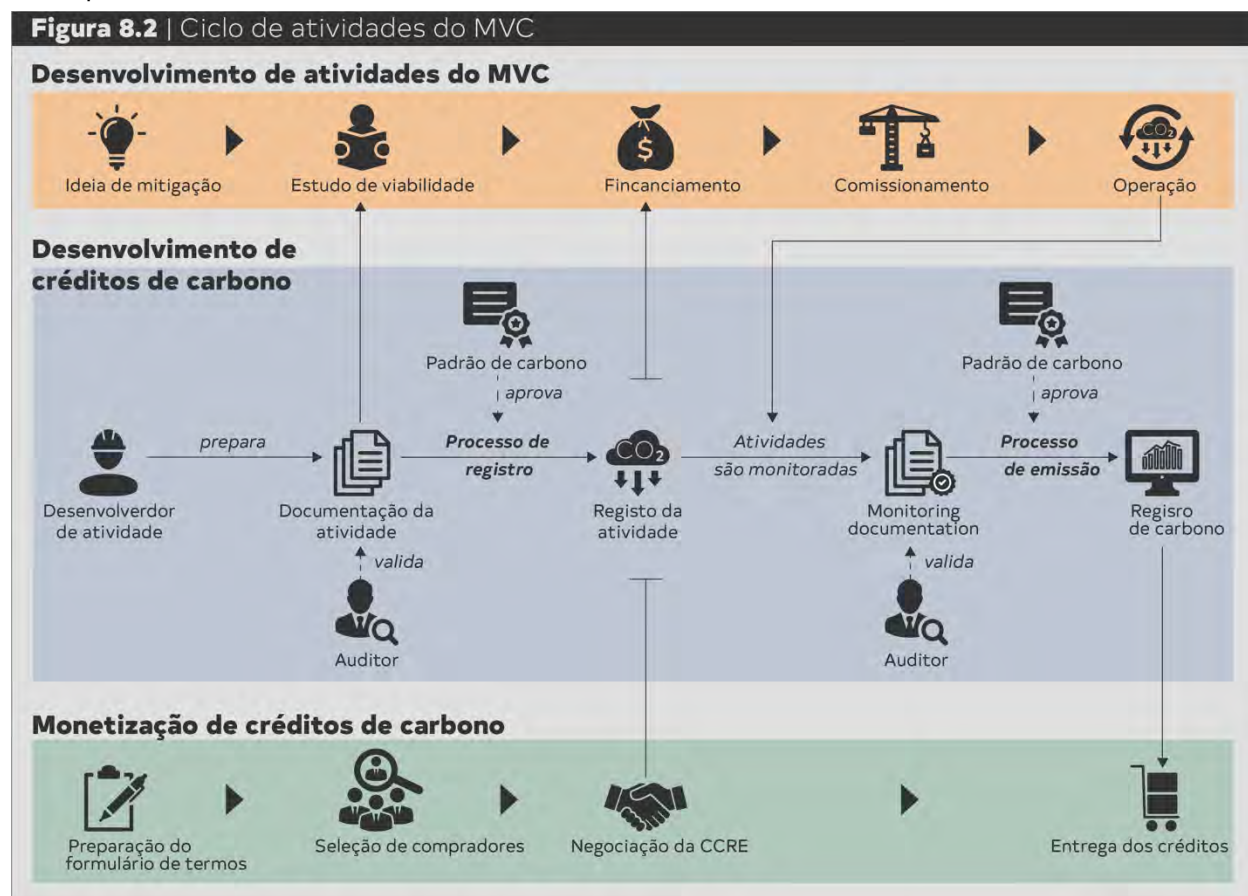 Figura 8.2 | Ciclo de atividades do MVC
Desenvolvimento de atividades do MVC
Ideia de mitigação
Estudo de viabilidade
$
Fincanciamento
Comissionamento
CO₂
Operação
Desenvolvimento de
créditos de carbono
Padrão de carbono
aprova
Padrão de carbono
aprova
prepara
Processo de
registro
CO₂
Atividades
são monitoradas
Processo
de emissão
Desenvolverdor
de atividade
Documentação da
atividade
Registo da
atividade
Monitoring
documentation
Regisro
de carbono
valida
Auditor
valida
Auditor
Monetização de créditos de carbono
Preparação do
formulário de termos
Seleção de compradores
Negociação da CCRE
Entrega dos créditos